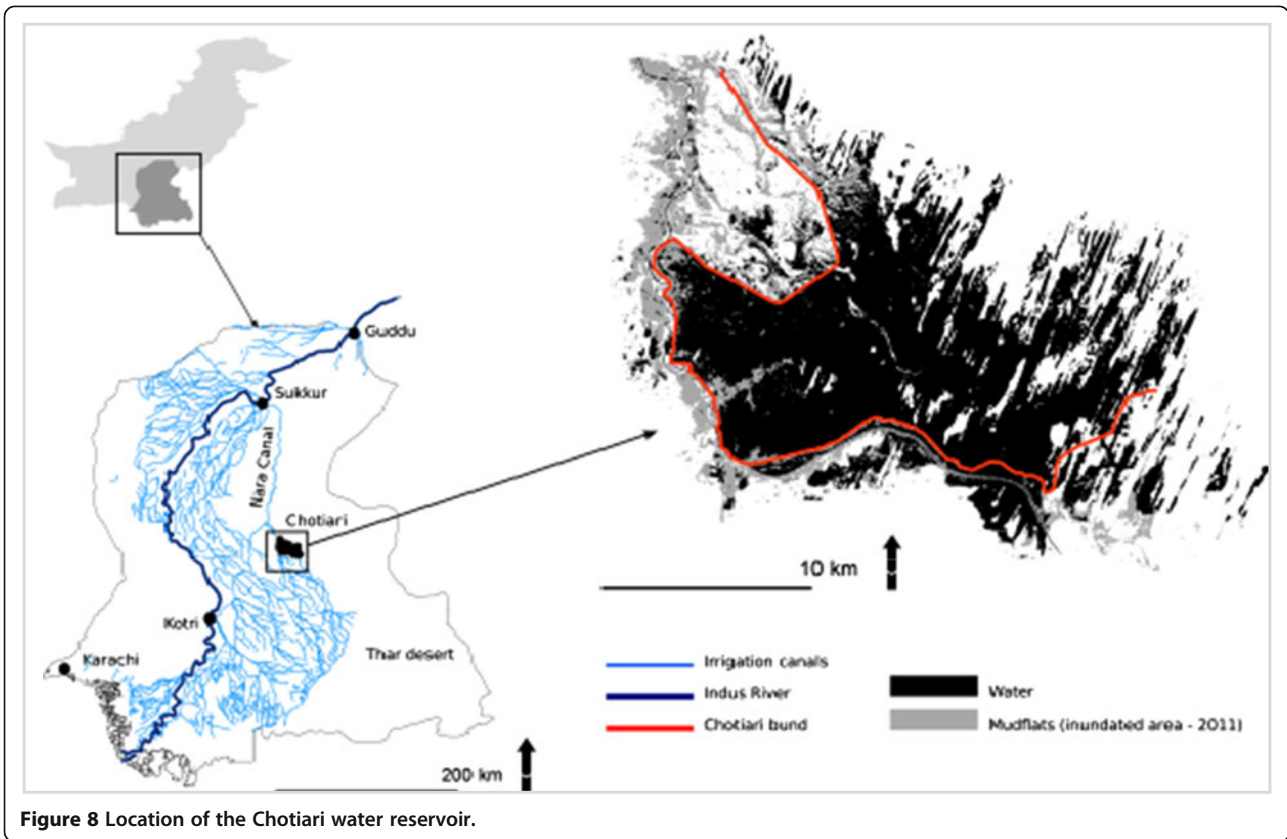 Guddu
Sukkur
Nara Canal
Chotiari
Kotri
Karachi
Thar desert
200 km
10 km
Irrigation canals
Indus River
Chotiari bund
Water
Mudflats (inundated area - 2011)
Figure 8 Location of the Chotiari water reservoir.